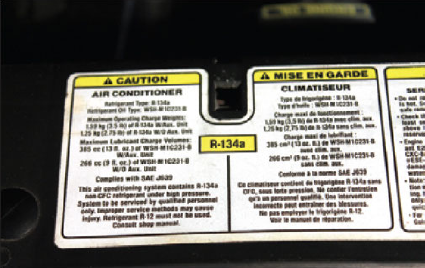 CAUTION
AIR CONDITIONER
Refrigerant Type: R-134a
Refrigerant Oil Type: WSH-M1C231-B
Maximum Operating Charge Weights:
1,59 kg (3,5 lb) of R-134a W/Aux. Unit
1,25 kg (2,75 lb) of R-134a W/O Aux. Unit
Maximum Lubricant Charge Volumes:
385 cc (13 fl. oz.) of WSH-M1C231-B
W/Aux. Unit
266 cc (9 fl. oz.) of WSH-M1C231-B
W/O Aux. Unit
Complies with SAE J639
This air conditioning system contains R-134a
non CFC refrigerant under high pressure.
System to be serviced by qualified personnel
only. Improper service methods may cause
injury. Refrigerant R-12 must not be used.
Consult shop manual.
R-134a
MISE EN GARDE
CLIMATISEUR
Type de frigorigène : R-134a
Type d'huile : WSH-M1C231-B
Charge maxi de fonctionnement :
1,59 kg (3,5 lb) de R-134a avec clim. aux.
1,25 kg (2,75 lb) de R-134a sans clim. aux.
Charge maxi de lubrifiant :
385 cm³ (13 fl. oz.) de WSH-M1C231-B
avec clim. aux.
266 cm³ (9 fl. oz.) de WSH-M1C231-B
sans clim. aux.
Conforme à la norme SAE J639
Ce climatiseur contient du frigorigène R-134a sans
CFC, sous haute pression. Ne confier l'entretien
qu'à un personnel qualifié. Une intervention
incorrecte peut entraîner des blessures.
Ne pas employer le frigorigène R-12.
Voir le manuel de réparation.
SER